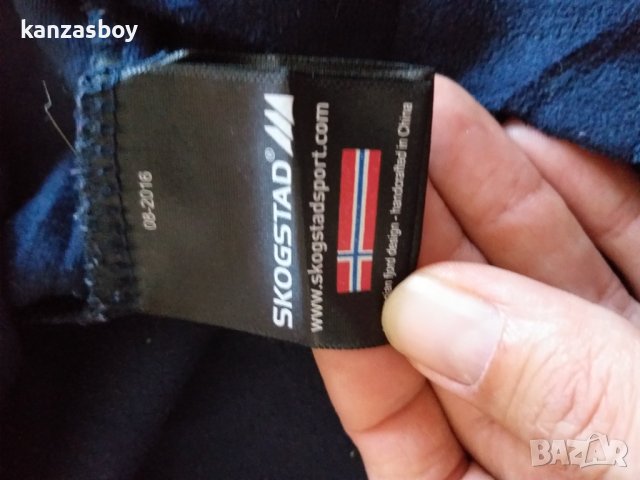 kanzasboy
08-2016
SKOGSTAD®
www.skogstadsport.com
fjord design - handcrafted in China
BAZAR